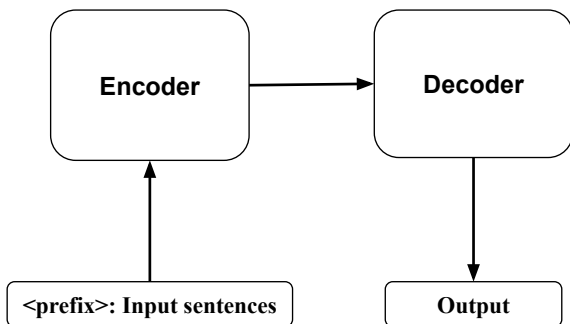 Encoder
Decoder
<prefix>: Input sentences
Output